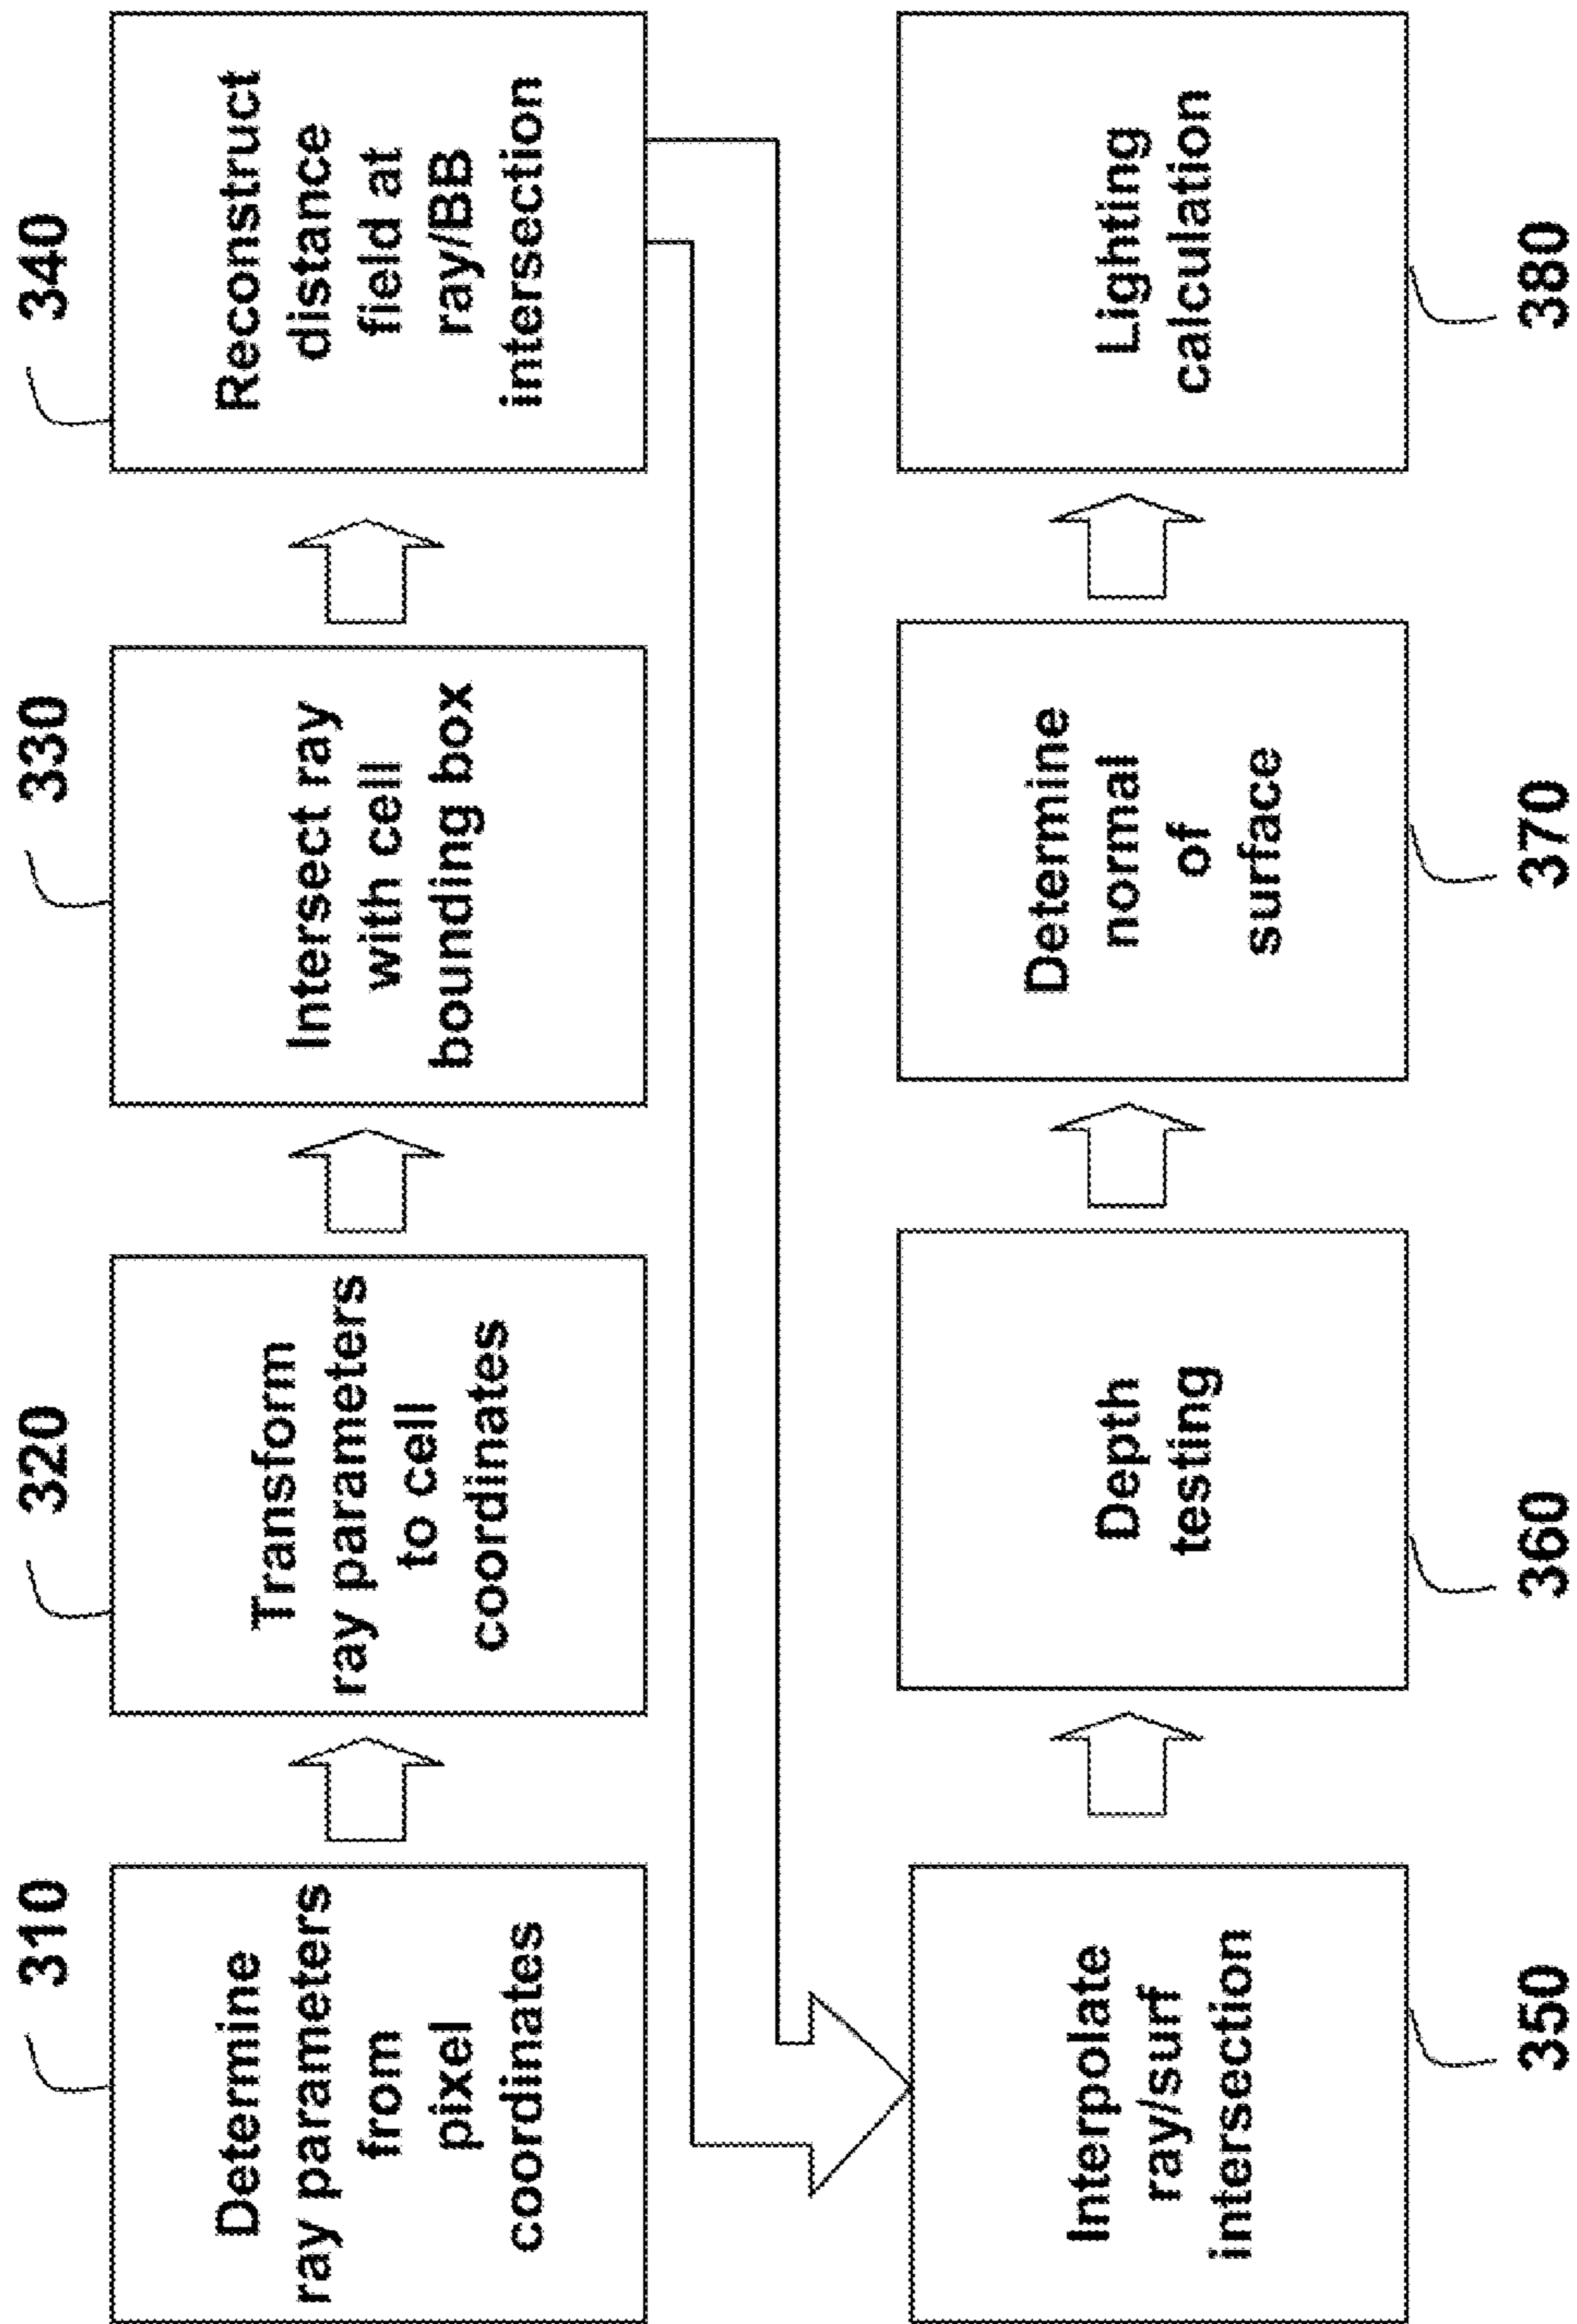 310
Determine
ray parameters
from
pixel
coordinates
320
Transform
ray parameters
to cell
coordinates
330
Intersect ray
with cell
bounding box
340
Reconstruct
distance
field at
ray/BB
intersection
Interpolate
ray/surf
intersection
350
Depth
testing
360
Determine
normal
of
surface
370
Lighting
calculation
380